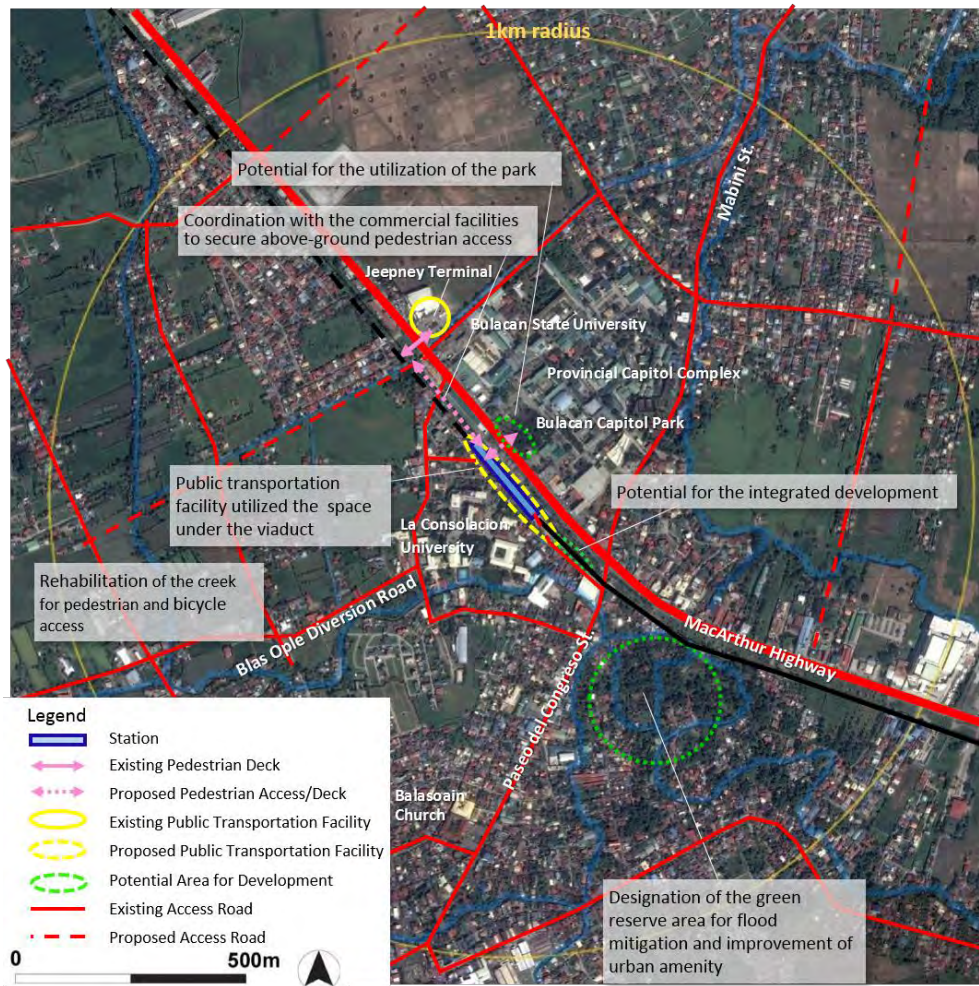 1km radius
Mabini St.
Potential for the utilization of the park
Coordination with the commercial facilities
to secure above-ground pedestrian access
Jeepney Terminal
Bulacan State University
Provincial Capitol Complex
Bulacan Capitol Park
Public transportation
facility utilized the space
under the viaduct
Potential for the integrated development
La Consolacion
University
Rehabilitation of the creek
for pedestrian and bicycle
access
Blas Ople Diversion Road
MacArthur Highway
Paseo del Congreso St.
Balasoain
Church
Designation of the green
reserve area for flood
mitigation and improvement of
urban amenity
Legend
Station
Existing Pedestrian Deck
Proposed Pedestrian Access/Deck
Existing Public Transportation Facility
Proposed Public Transportation Facility
Potential Area for Development
Existing Access Road
Proposed Access Road
0 500m